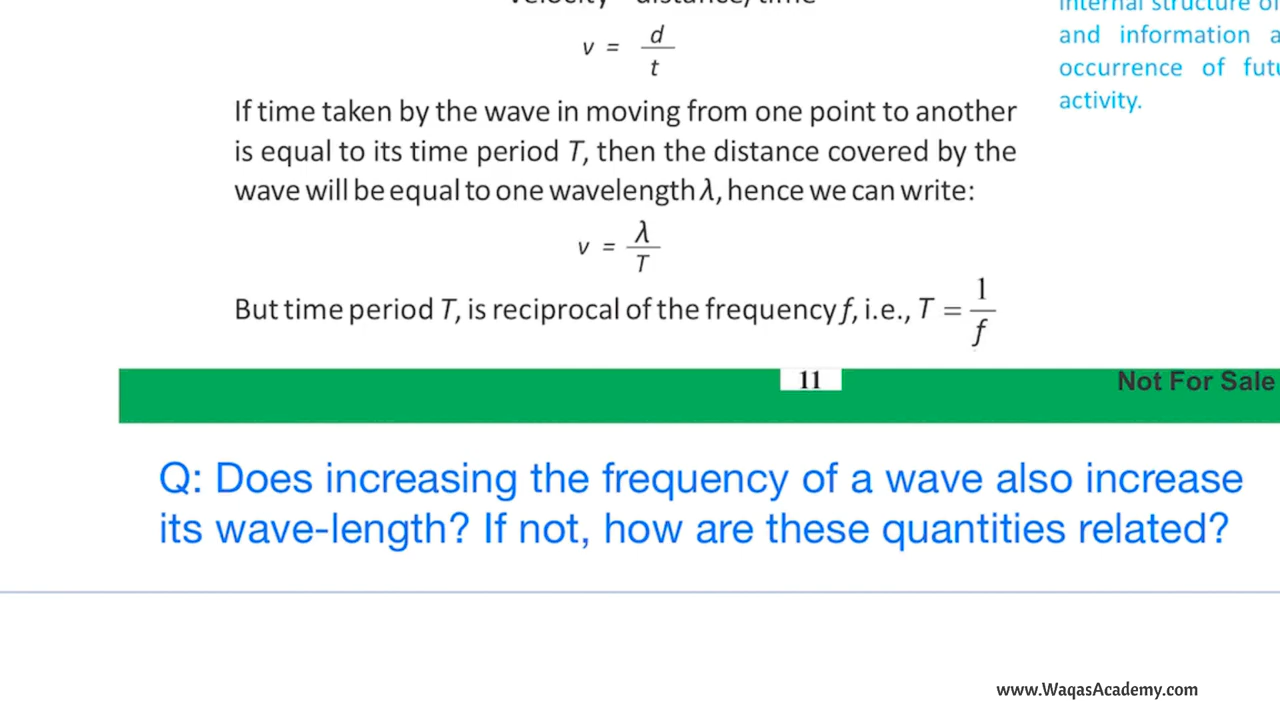 v = d/t
internal structure of
and information a
occurrence of futu
activity.
If time taken by the wave in moving from one point to another
is equal to its time period T, then the distance covered by the
wave will be equal to one wavelength λ, hence we can write:
v = λ/T
But time period T, is reciprocal of the frequency f, i.e., T = 1/f
11
Not For Sale
Q: Does increasing the frequency of a wave also increase
its wave-length? If not, how are these quantities related?
www.WaqasAcademy.com